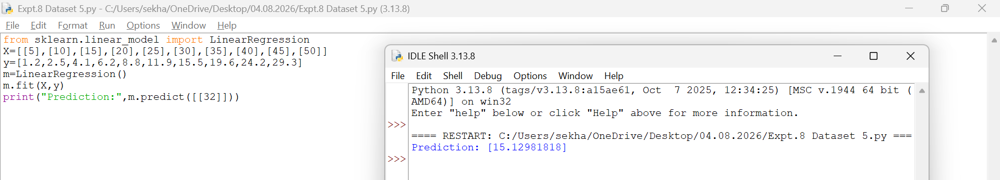 Expt.8 Dataset 5.py - C:/Users/sekha/OneDrive/Desktop/04.08.2026/Expt.8 Dataset 5.py (3.13.8)
File Edit Format Run Options Window Help
from sklearn.linear_model import LinearRegression
X=[[5],[10],[15],[20],[25],[30],[35],[40],[45],[50]]
y=[1.2,2.5,4.1,6.2,8.8,11.9,15.5,19.6,24.2,29.3]
m=LinearRegression()
m.fit(X,y)
print("Prediction:",m.predict([[32]]))
IDLE Shell 3.13.8
File Edit Shell Debug Options Window Help
Python 3.13.8 (tags/v3.13.8:a15ae61, Oct  7 2025, 12:34:25) [MSC v.1944 64 bit (
AMD64)] on win32
Enter "help" below or click "Help" above for more information.
>>>
==== RESTART: C:/Users/sekha/OneDrive/Desktop/04.08.2026/Expt.8 Dataset 5.py ===
Prediction: [15.12981818]
>>>